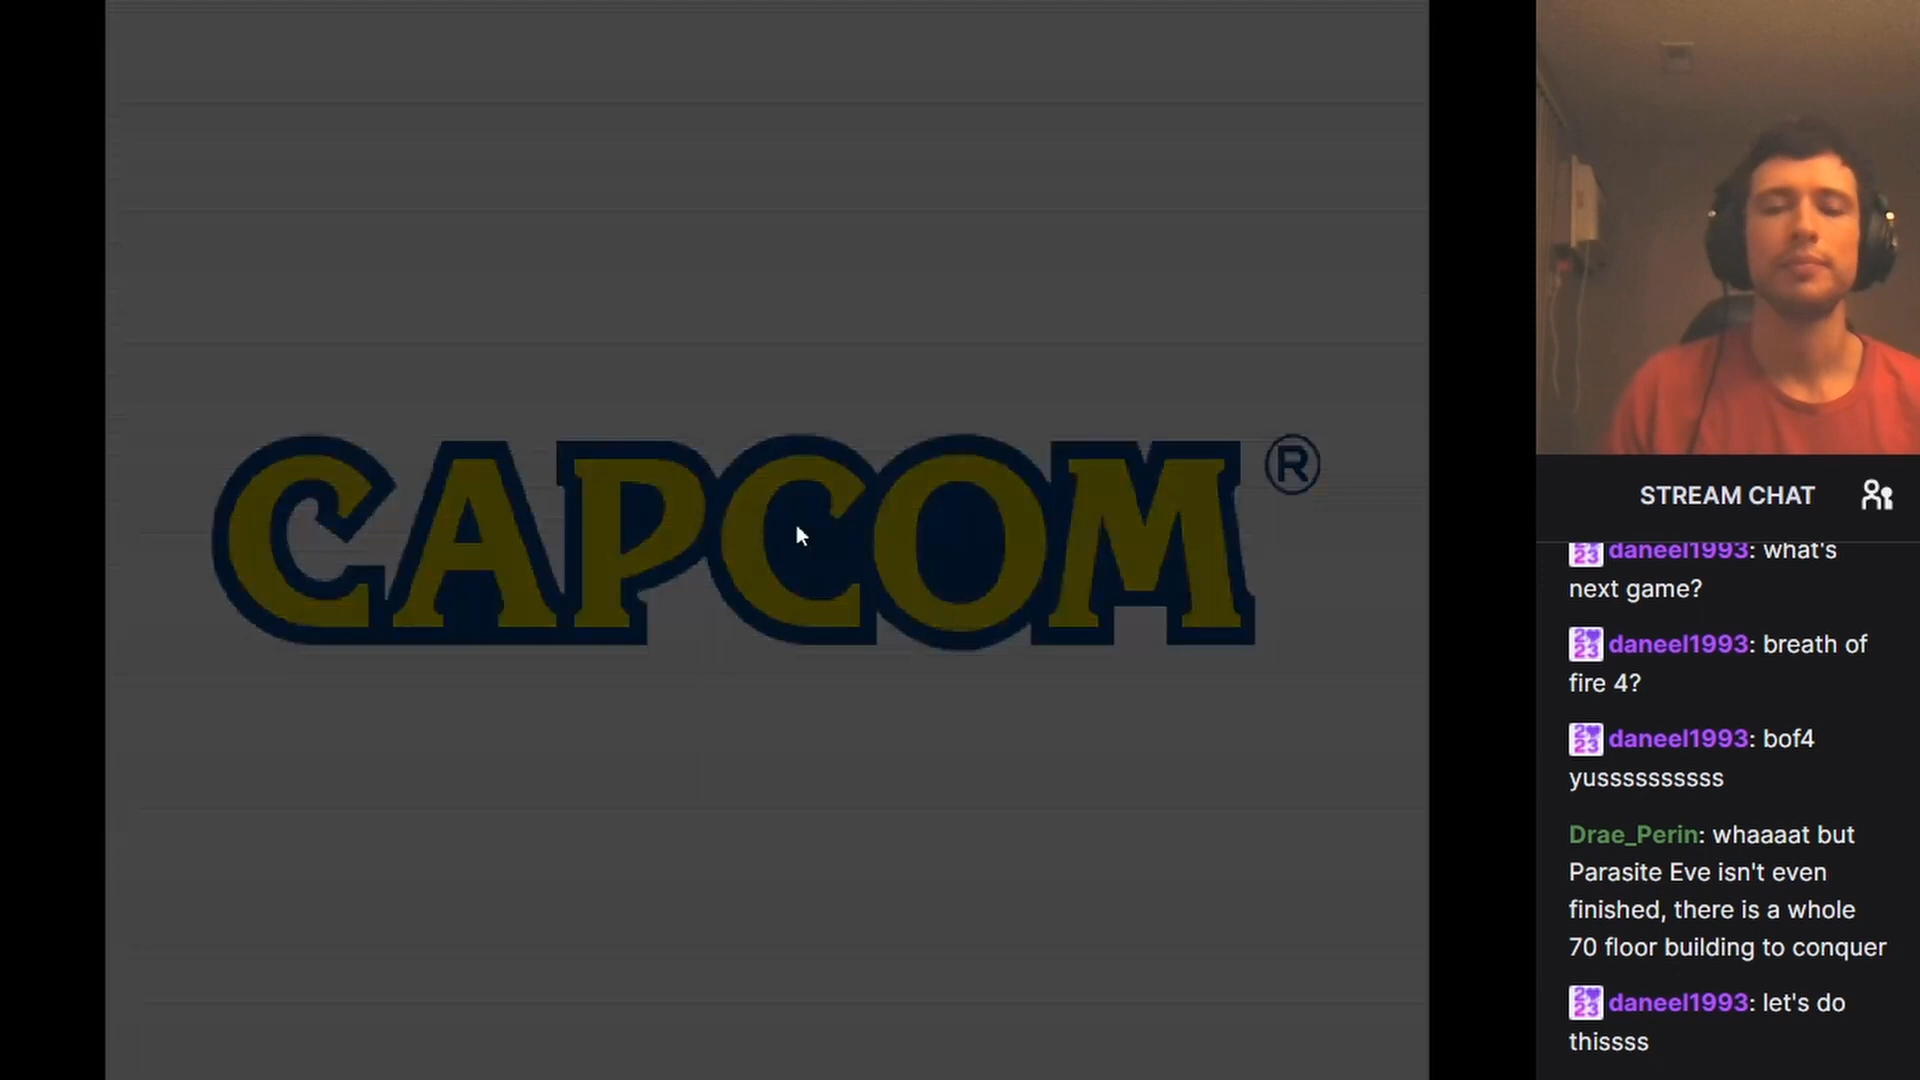 CAPCOM ®
STREAM CHAT
daneel1993: what's
next game?
daneel1993: breath of
fire 4?
daneel1993: bof4
yussssssssss
Drae_Perin: whaaaat but
Parasite Eve isn't even
finished, there is a whole
70 floor building to conquer
daneel1993: let's do
thissss